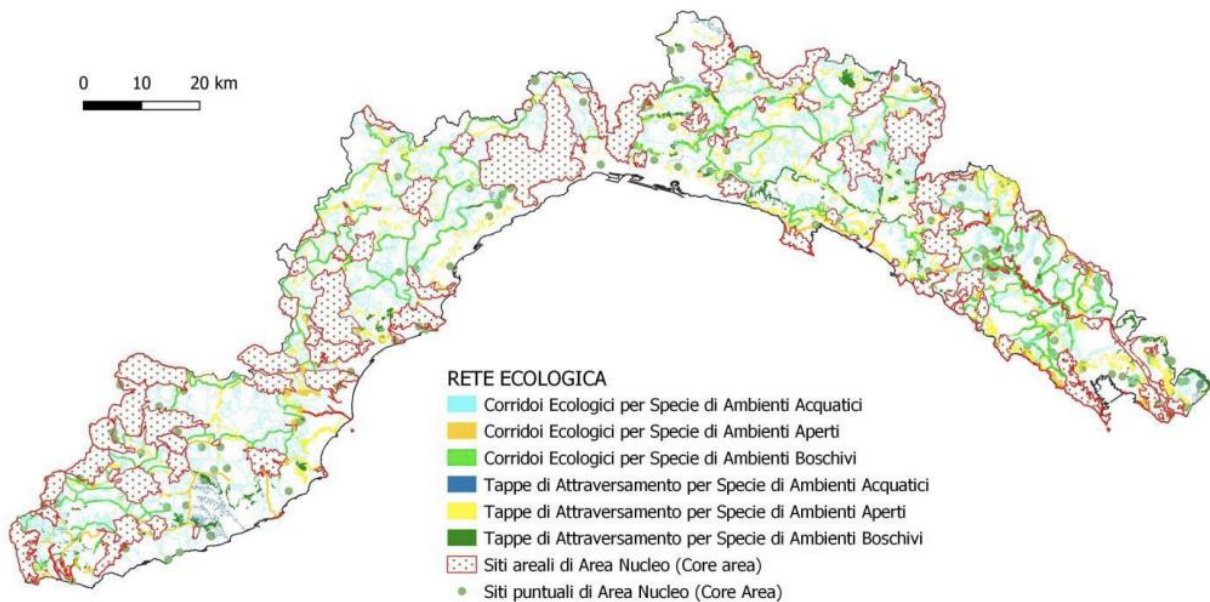 0 10 20 km
RETE ECOLOGICA
Corridoi Ecologici per Specie di Ambienti Acquatici
Corridoi Ecologici per Specie di Ambienti Aperti
Corridoi Ecologici per Specie di Ambienti Boschivi
Tappe di Attraversamento per Specie di Ambienti Acquatici
Tappe di Attraversamento per Specie di Ambienti Aperti
Tappe di Attraversamento per Specie di Ambienti Boschivi
Siti areali di Area Nucleo (Core area)
Siti puntuali di Area Nucleo (Core Area)